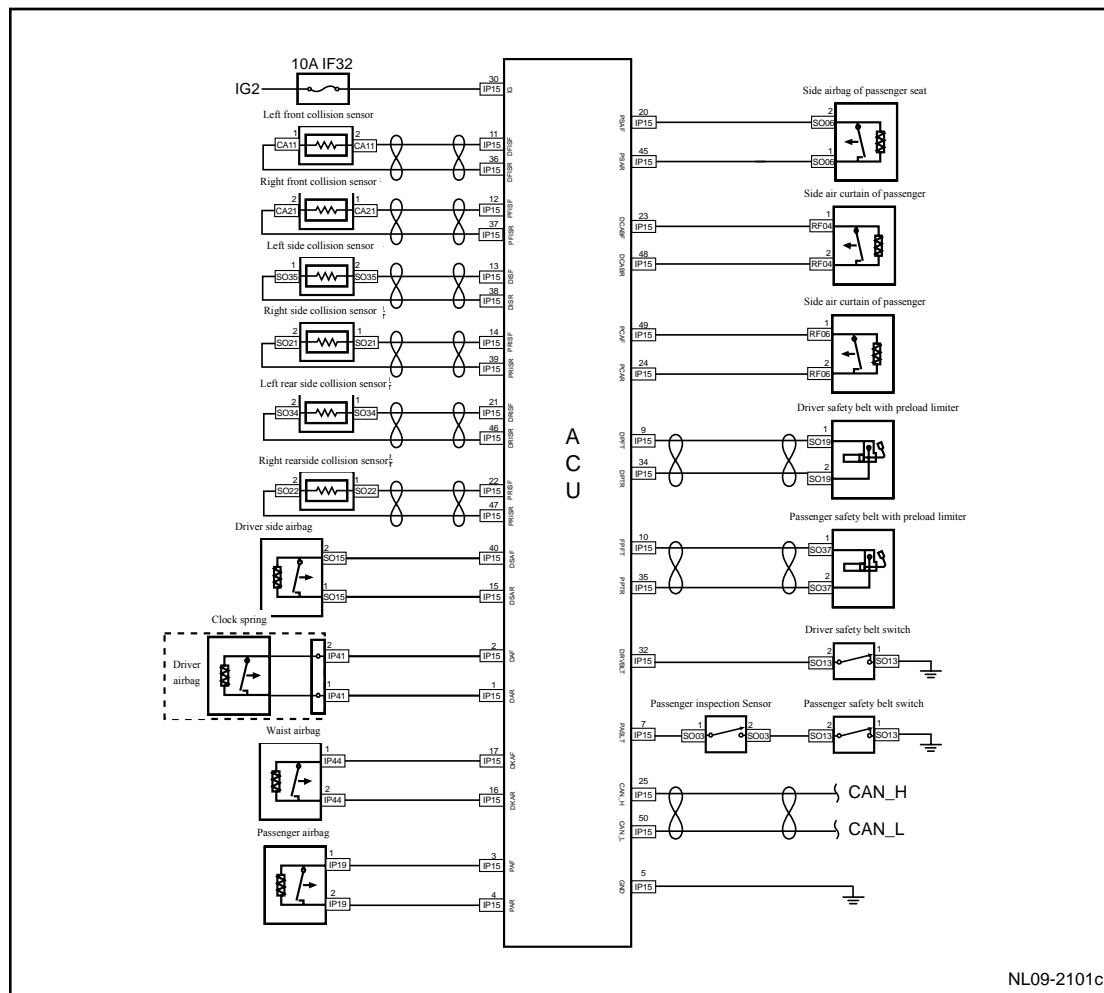 10A IF32
IG2
30
IP15
IG
Left front collision sensor
1
CA11
2
CA11
11
IP15
DFISF
36
IP15
DFISR
Right front collision sensor
2
CA21
1
CA21
12
IP15
PFISF
37
IP15
PFISR
Left side collision sensor
1
SO35
2
SO35
13
IP15
DISF
38
IP15
DISR
Right side collision sensor
2
SO21
1
SO21
14
IP15
PRISF
39
IP15
PRISR
Left rear side collision sensor
2
SO34
1
SO34
21
IP15
DRISF
46
IP15
DRISR
Right rearside collision sensor
2
SO22
1
SO22
22
IP15
PRISF
47
IP15
PRISR
Driver side airbag
2
SO15
40
IP15
DSAF
1
SO15
15
IP15
DSAR
Clock spring
Driver
airbag
2
IP41
2
IP15
DAF
1
IP41
1
IP15
DAR
Waist airbag
1
IP44
17
IP15
DKAF
2
IP44
16
IP15
DKAR
Passenger airbag
1
IP19
3
IP15
PAF
2
IP19
4
IP15
PAR
A
C
U
Side airbag of passenger seat
PSAF
20
IP15
2
SO06
PSAR
45
IP15
1
SO06
Side air curtain of passenger
DCABF
23
IP15
1
RF04
DCABR
48
IP15
2
RF04
Side air curtain of passenger
PCAF
49
IP15
1
RF06
PCAR
24
IP15
2
RF06
Driver safety belt with preload limiter
DPFT
9
IP15
1
SO19
DPTR
34
IP15
2
SO19
Passenger safety belt with preload limiter
FPFT
10
IP15
1
SO37
PPTR
35
IP15
2
SO37
Driver safety belt switch
DRVBLT
32
IP15
2
SO13
1
SO13
Passenger inspection Sensor
Passenger safety belt switch
PASLT
7
IP15
1
SO03
2
SO03
2
SO13
1
SO13
CAN_H
25
IP15
CAN_H
CAN_L
50
IP15
CAN_L
GND
5
IP15
NL09-2101c